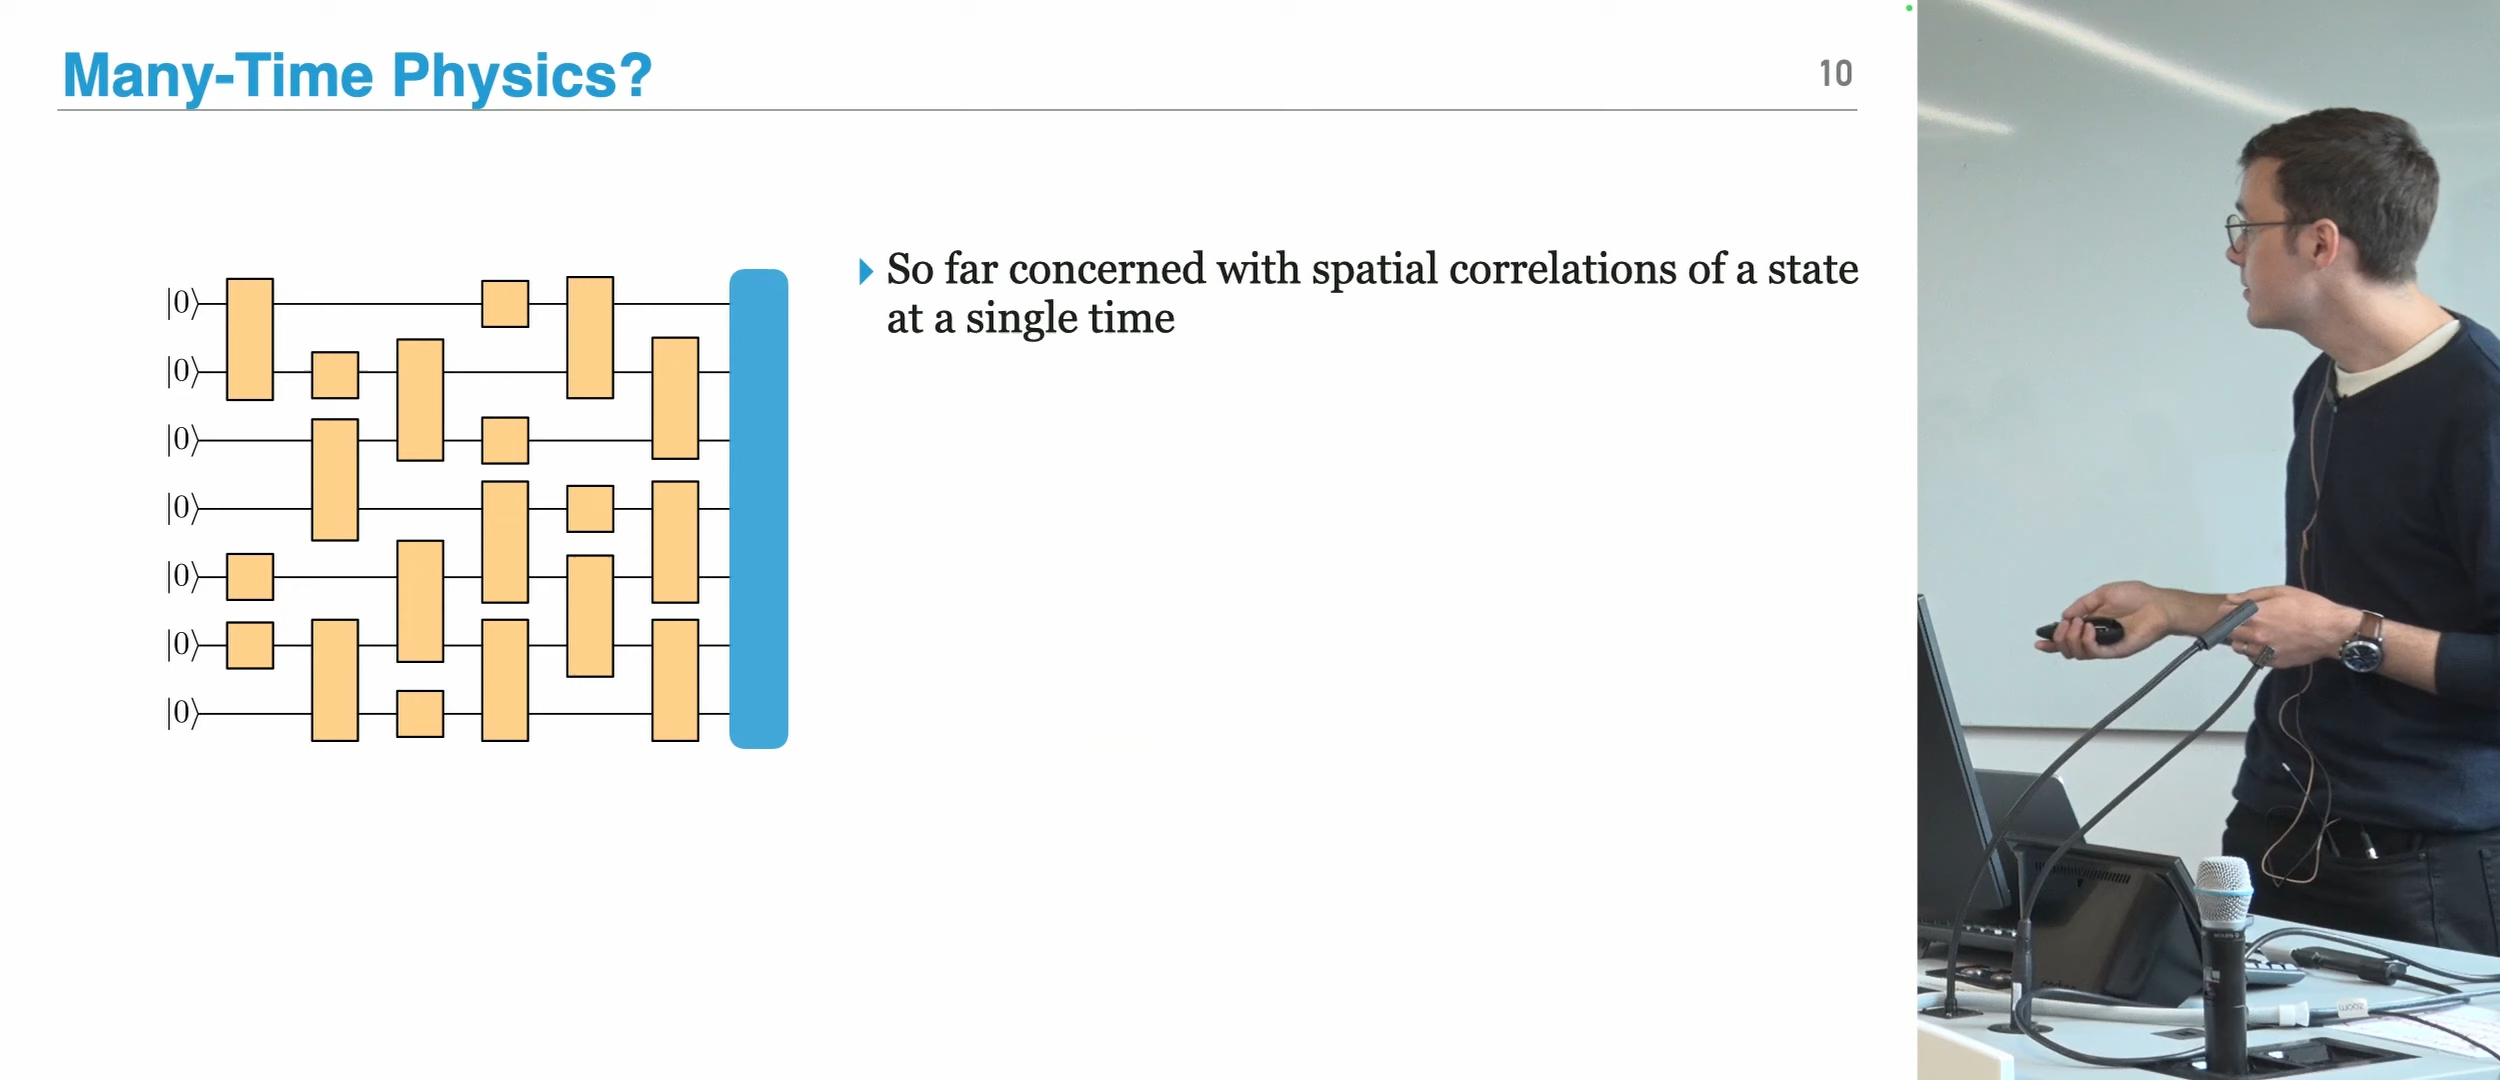 Many-Time Physics?
10
So far concerned with spatial correlations of a state
at a single time
|0⟩
|0⟩
|0⟩
|0⟩
|0⟩
|0⟩
|0⟩
zoom